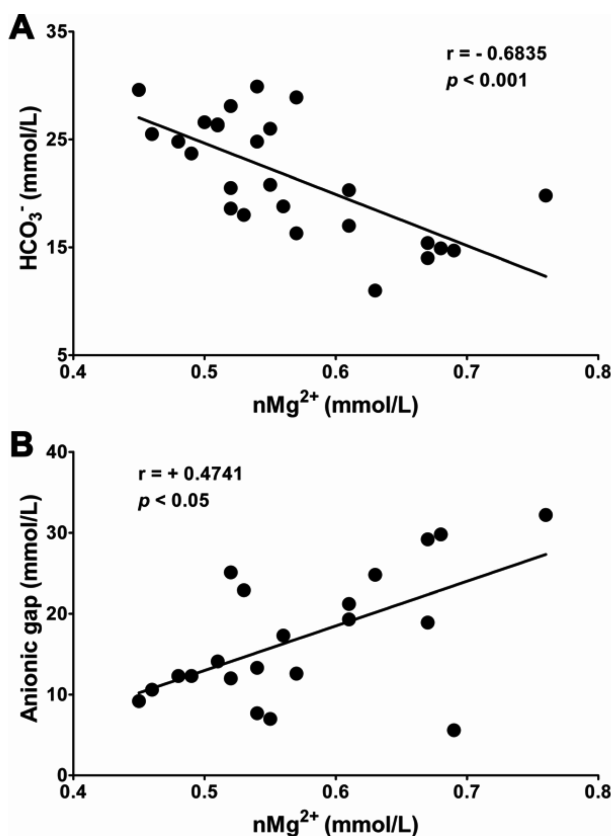 A
r = - 0.6835
p < 0.001
HCO₃⁻ (mmol/L)
35
25
15
5
0.4 0.5 0.6 0.7 0.8
nMg²⁺ (mmol/L)
B
r = + 0.4741
p < 0.05
Anionic gap (mmol/L)
40
30
20
10
0
0.4 0.5 0.6 0.7 0.8
nMg²⁺ (mmol/L)